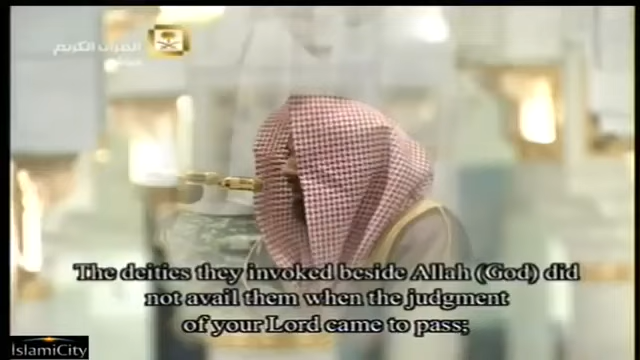 القرآن الكريم
مباشر
The deities they invoked beside Allah (God) did
not avail them when the judgment
of your Lord came to pass;
IslamiCity